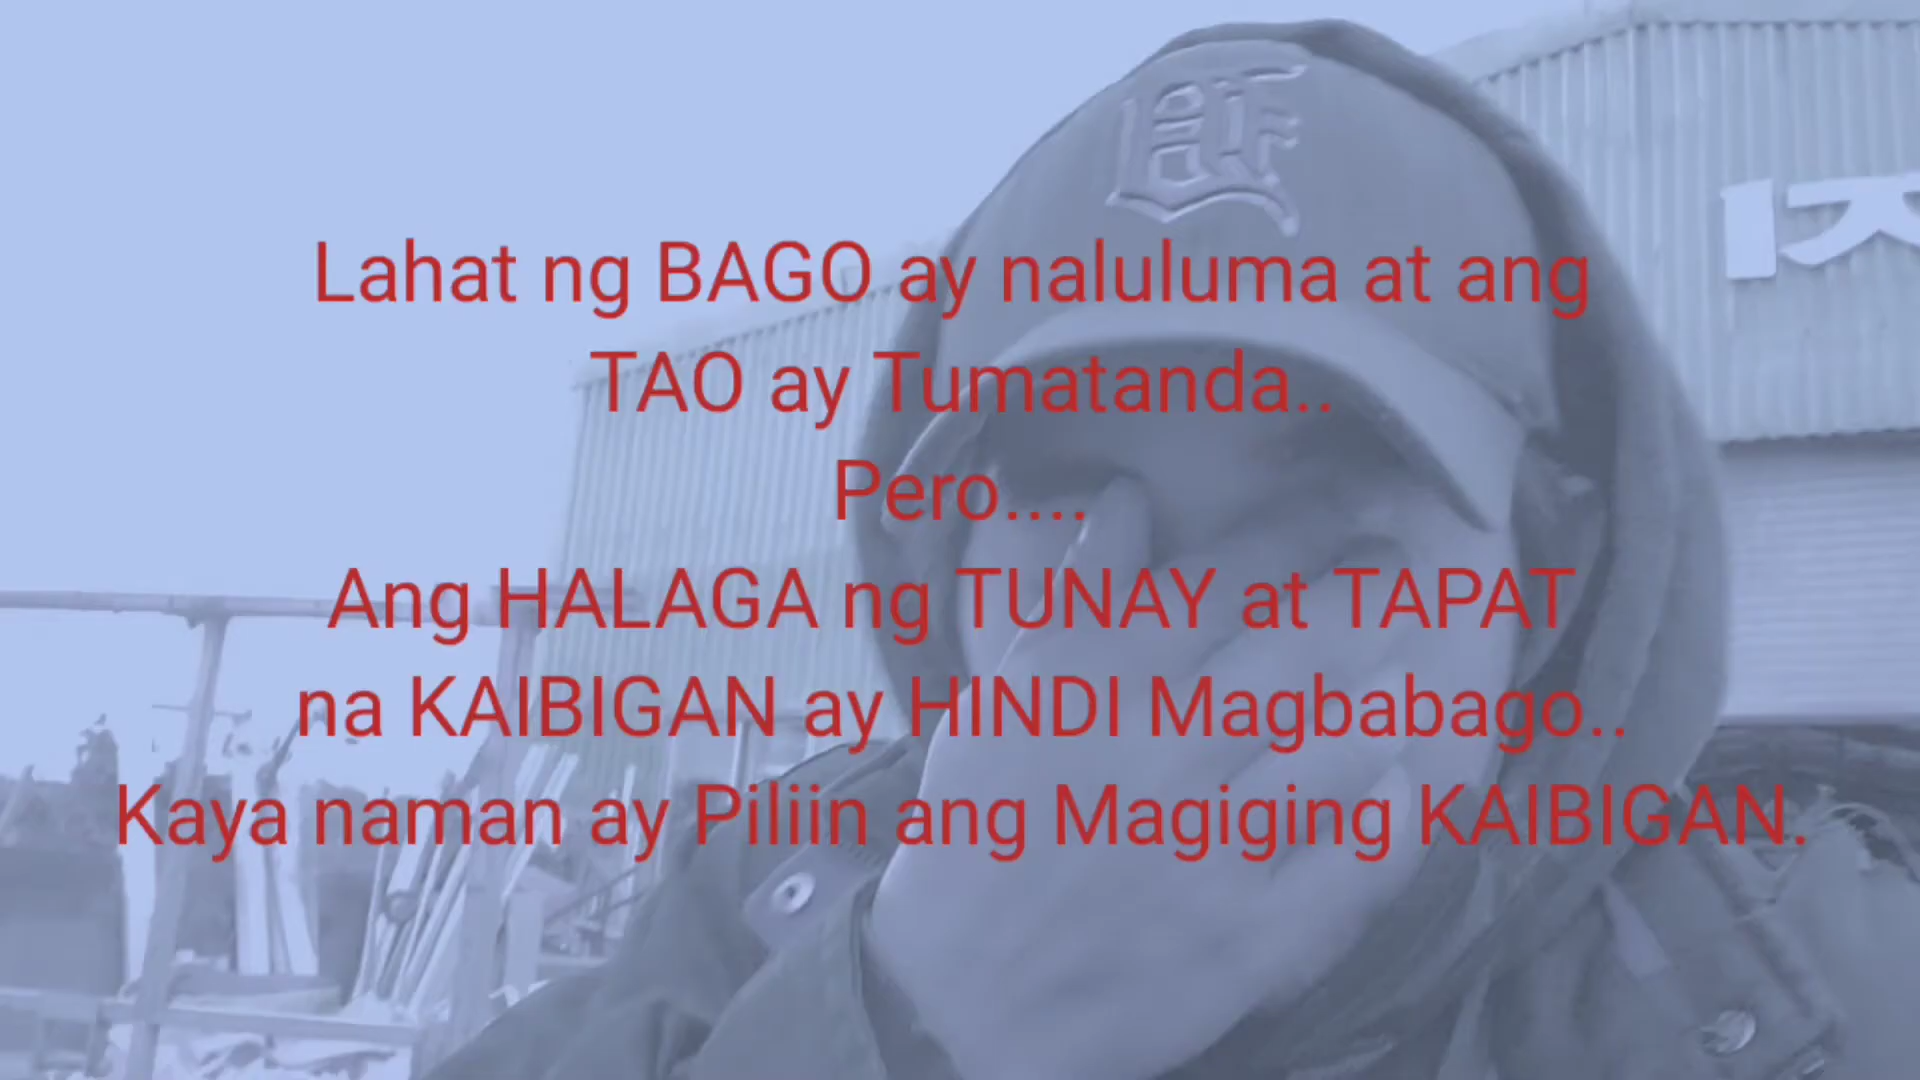 Lahat ng BAGO ay naluluma at ang
TAO ay Tumatanda..
Pero....
Ang HALAGA ng TUNAY at TAPAT
na KAIBIGAN ay HINDI Magbabago..
Kaya naman ay Piliin ang Magiging KAIBIGAN.